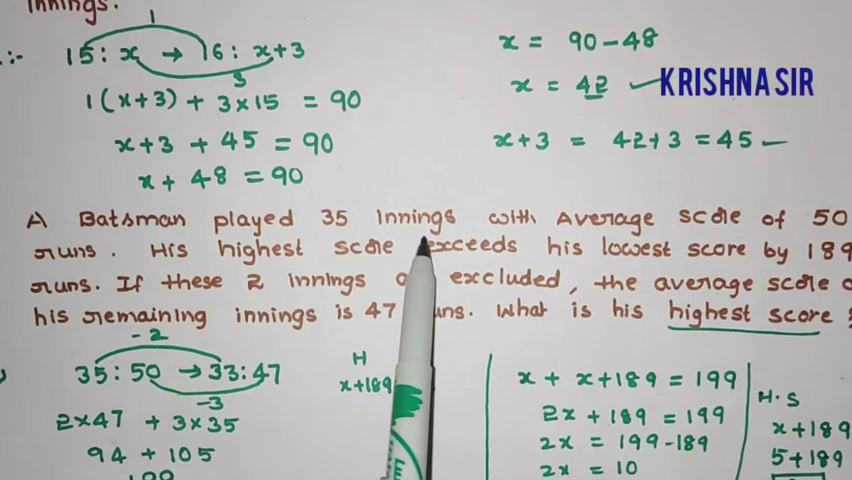 Innings.
1
15 : x → 16 : x+3
3
1(x+3) + 3×15 = 90
x+3 + 45 = 90
x + 48 = 90
x = 90-48
x = 42
KRISHNA SIR
x+3 = 42+3 = 45
A Batsman played 35 Innings with Average score of 50
runs. His highest score exceeds his lowest score by 189
runs. If these 2 innings excluded, the average score
his remaining innings is 47 runs. What is his highest score
-2
35 : 50 → 33 : 47
-3
2×47 + 3×35
94 + 105
199
H
x+189
x + x+189 = 199
2x + 189 = 199
2x = 199-189
2x = 10
H.S
x+189
5+189